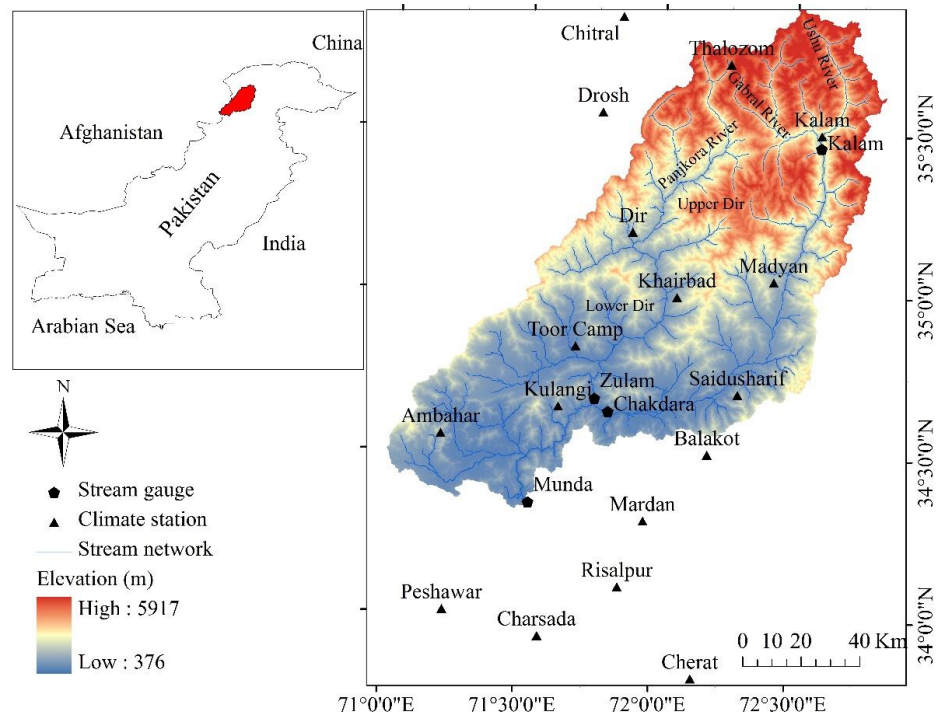 China
Afghanistan
Pakistan
India
Arabian Sea
N
Stream gauge
Climate station
Stream network
Elevation (m)
High : 5917
Low : 376
Chitral
Thalozom
Ushu River
Drosh
Gabral River
Kalam
Kalam
Panjkora River
Upper Dir
Dir
Madyan
Khairbad
Lower Dir
Toor Camp
Saidusharif
Zulam
Kulangi
Chakdara
Ambahar
Balakot
Munda
Mardan
Risalpur
Peshawar
Charsada
Cherat
0 10 20 40 Km
35°30'0"N
35°0'0"N
34°30'0"N
34°0'0"N
71°0'0"E 71°30'0"E 72°0'0"E 72°30'0"E